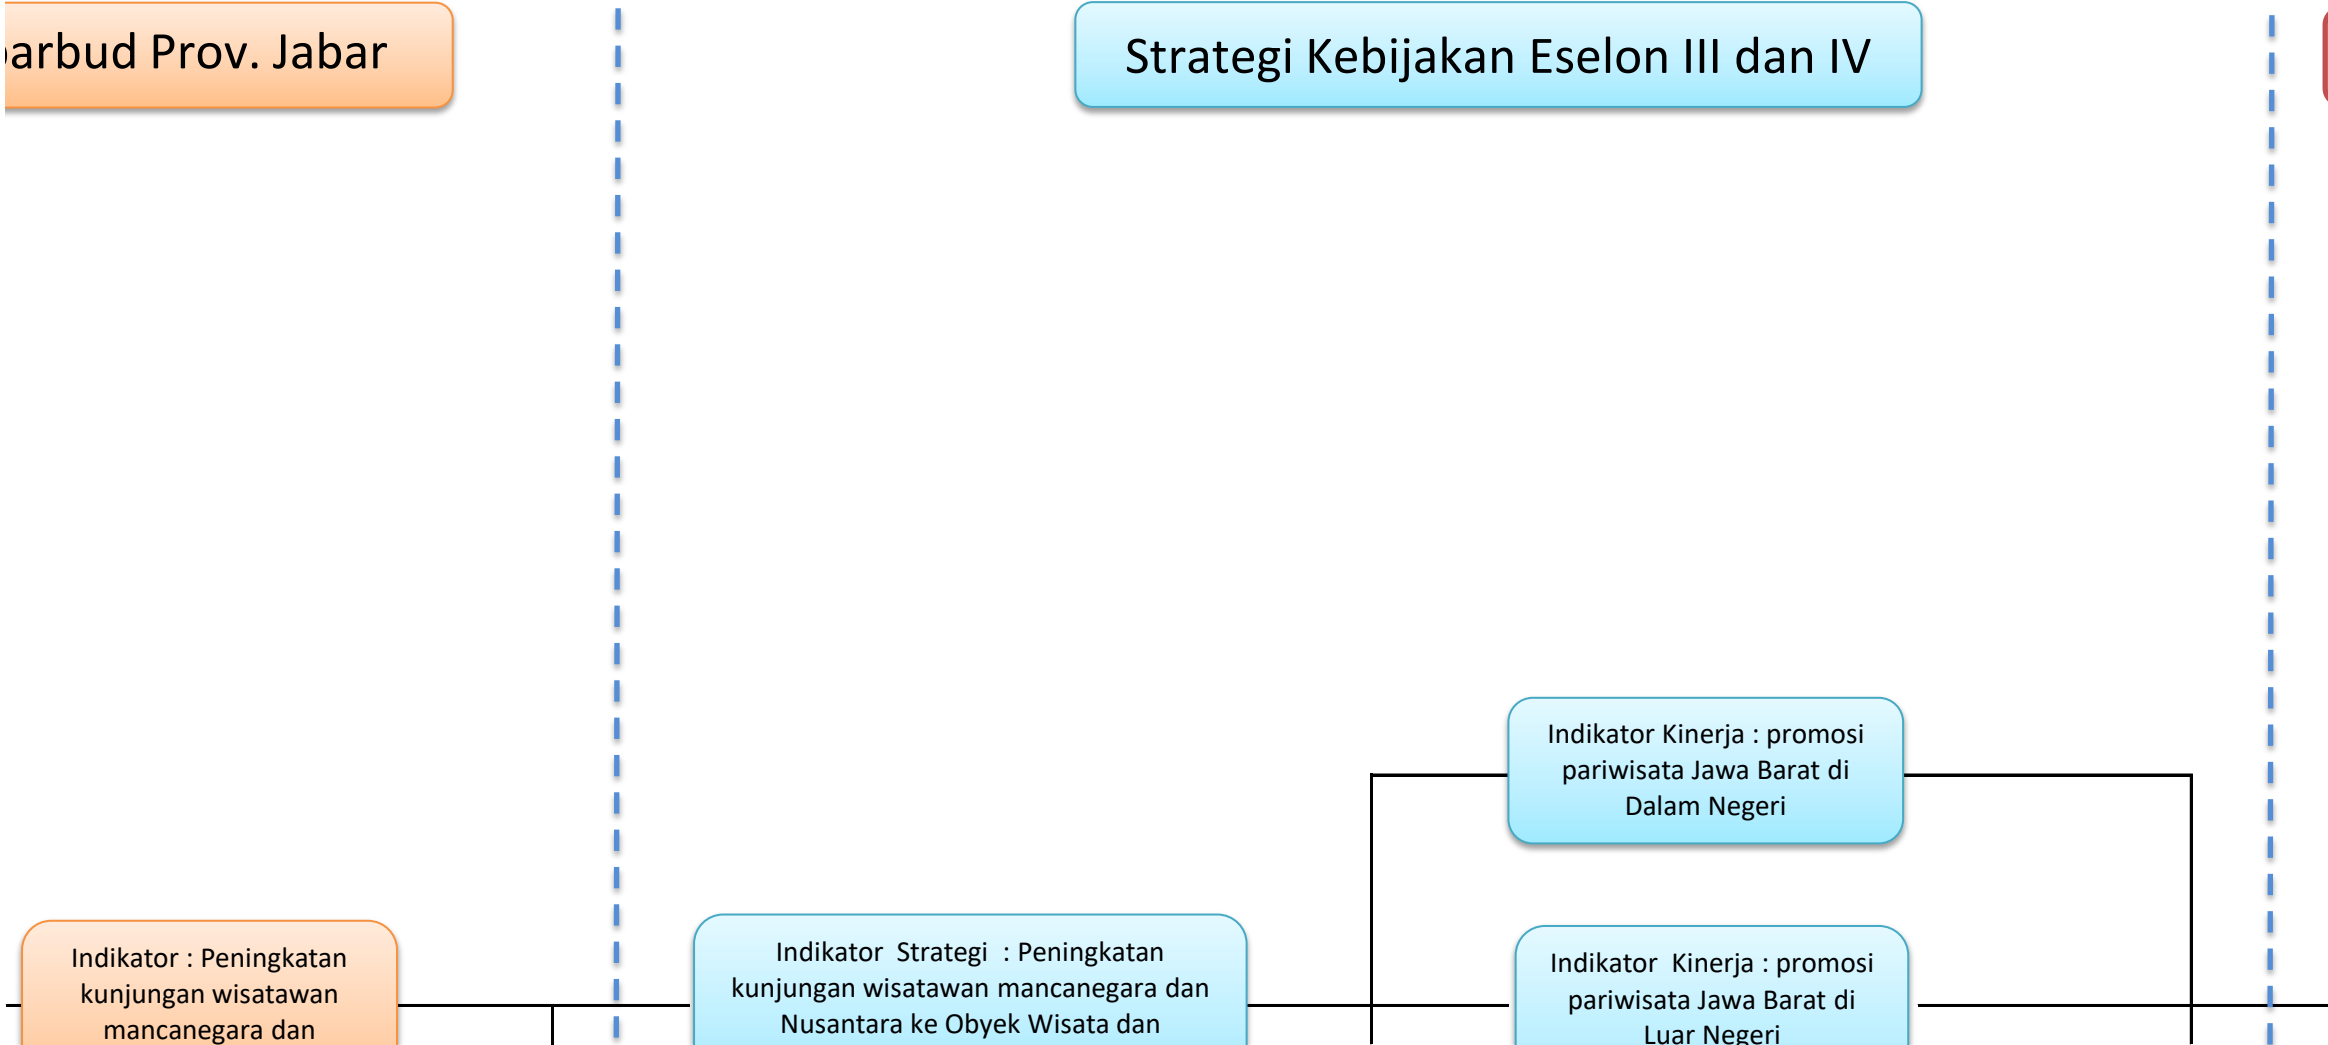 arbud Prov. Jabar
Strategi Kebijakan Eselon III dan IV
Indikator Kinerja : promosi
pariwisata Jawa Barat di
Dalam Negeri
Indikator : Peningkatan
kunjungan wisatawan
mancanegara dan
Indikator  Strategi  : Peningkatan
kunjungan wisatawan mancanegara dan
Nusantara ke Obyek Wisata dan
Indikator  Kinerja : promosi
pariwisata Jawa Barat di
Luar Negeri